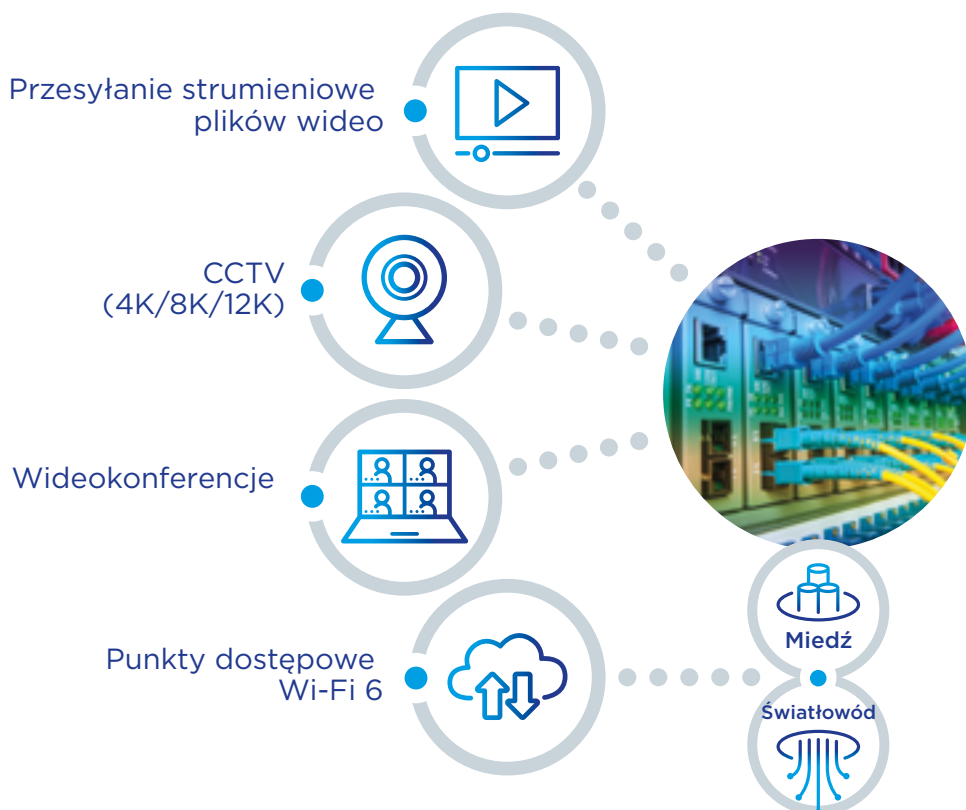 Przesyłanie strumieniowe
plików wideo
CCTV
(4K/8K/12K)
Wideokonferencje
Punkty dostępowe
Wi-Fi 6
Miedź
Światłowód